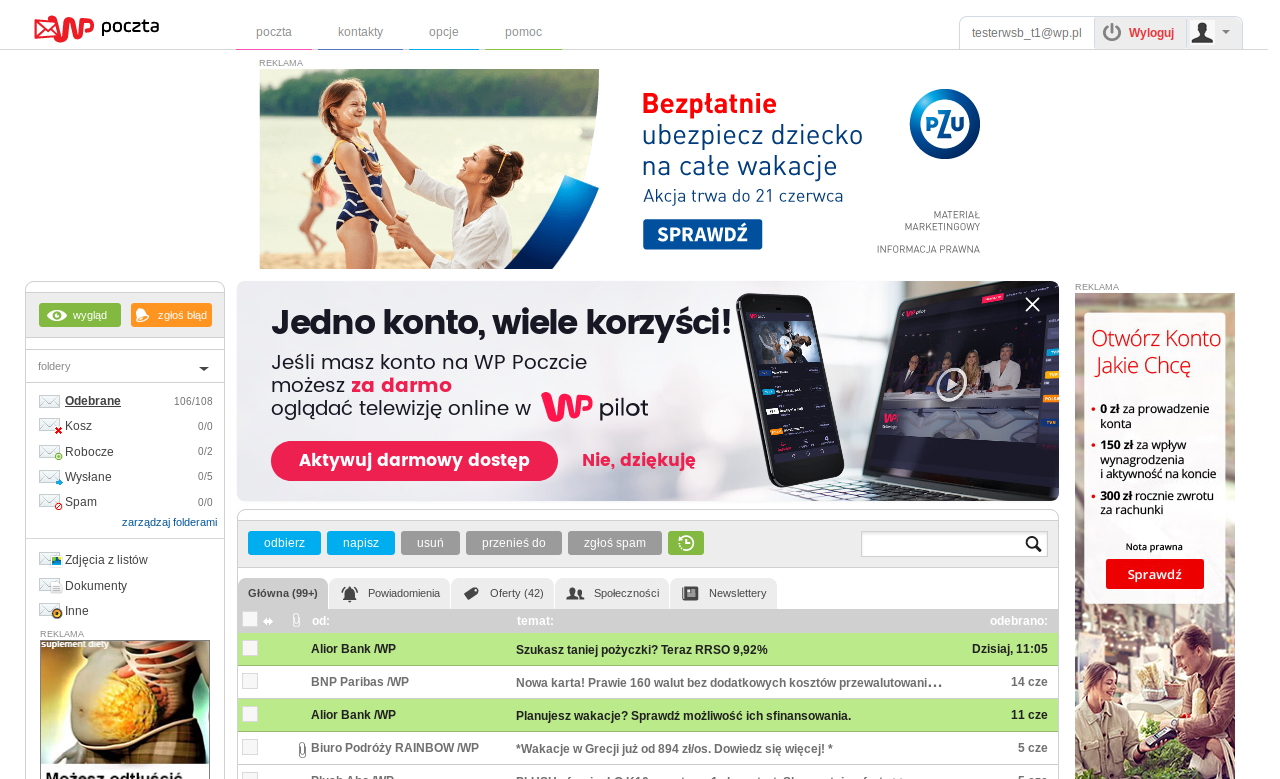 WP poczta
poczta
kontakty
opcje
pomoc
testerwsb_t1@wp.pl
Wyloguj
REKLAMA
Bezpłatnie
ubezpiecz dziecko
na całe wakacje
Akcja trwa do 21 czerwca
SPRAWDŹ
PZU
MATERIAŁ
MARKETINGOWY
INFORMACJA PRAWNA
wygląd
zgłoś błąd
foldery
Odebrane 106/108
Kosz 0/0
Robocze 0/2
Wysłane 0/5
Spam 0/0
zarządzaj folderami
Zdjęcia z listów
Dokumenty
Inne
REKLAMA
Suplement diety
Możesz odtłuścić
Jedno konto, wiele korzyści!
Jeśli masz konto na WP Poczcie
możesz za darmo
oglądać telewizję online w WP pilot
Aktywuj darmowy dostęp
Nie, dziękuję
odbierz
napisz
usuń
przenieś do
zgłoś spam
Główna (99+)
Powiadomienia
Oferty (42)
Społeczności
Newslettery
od: temat: odebrano:
Alior Bank /WP Szukasz taniej pożyczki? Teraz RRSO 9,92% Dzisiaj, 11:05
BNP Paribas /WP Nowa karta! Prawie 160 walut bez dodatkowych kosztów przewalutowani... 14 cze
Alior Bank /WP Planujesz wakacje? Sprawdź możliwość ich sfinansowania. 11 cze
Biuro Podróży RAINBOW /WP *Wakacje w Grecji już od 894 zł/os. Dowiedz się więcej! * 5 cze
REKLAMA
Otwórz Konto
Jakie Chcę
• 0 zł za prowadzenie
konta
• 150 zł za wpływ
wynagrodzenia
i aktywność na koncie
• 300 zł rocznie zwrotu
za rachunki
Nota prawna
Sprawdź